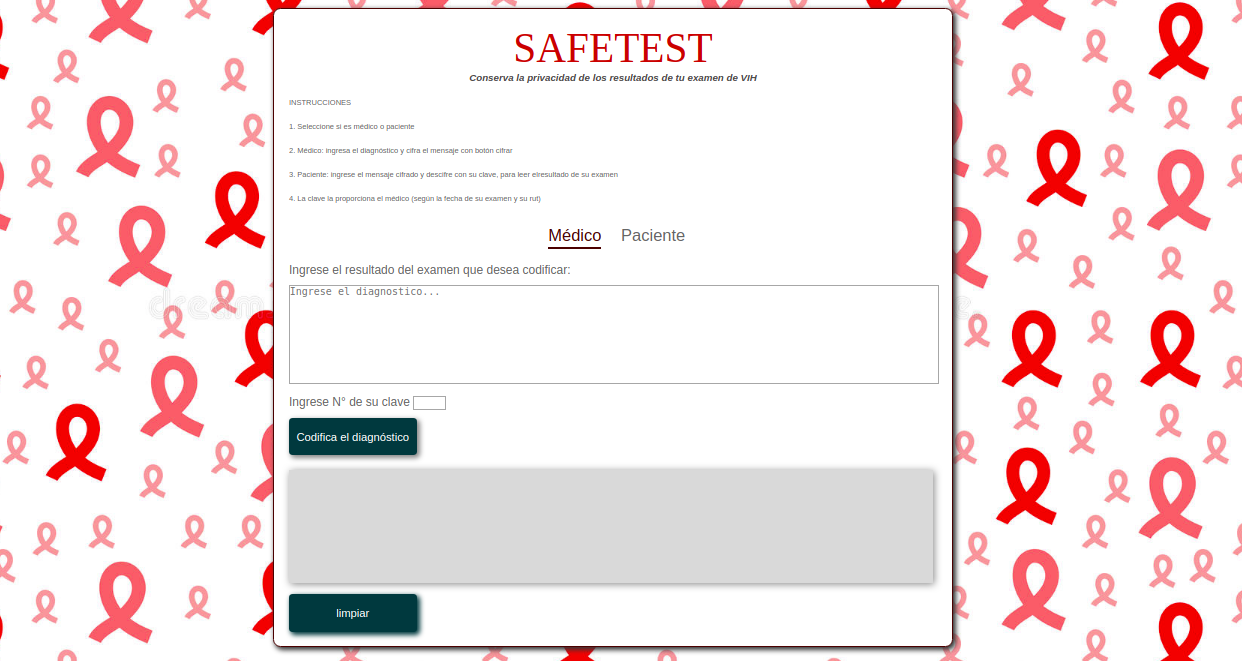 SAFETEST
Conserva la privacidad de los resultados de tu examen de VIH
INSTRUCCIONES
1. Seleccione si es médico o paciente
2. Médico: ingresa el diagnóstico y cifra el mensaje con botón cifrar
3. Paciente: ingrese el mensaje cifrado y descifre con su clave, para leer elresultado de su examen
4. La clave la proporciona el médico (según la fecha de su examen y su rut)
Médico Paciente
Ingrese el resultado del examen que desea codificar:
Ingrese el diagnostico...
Ingrese N° de su clave
Codifica el diagnóstico
limpiar